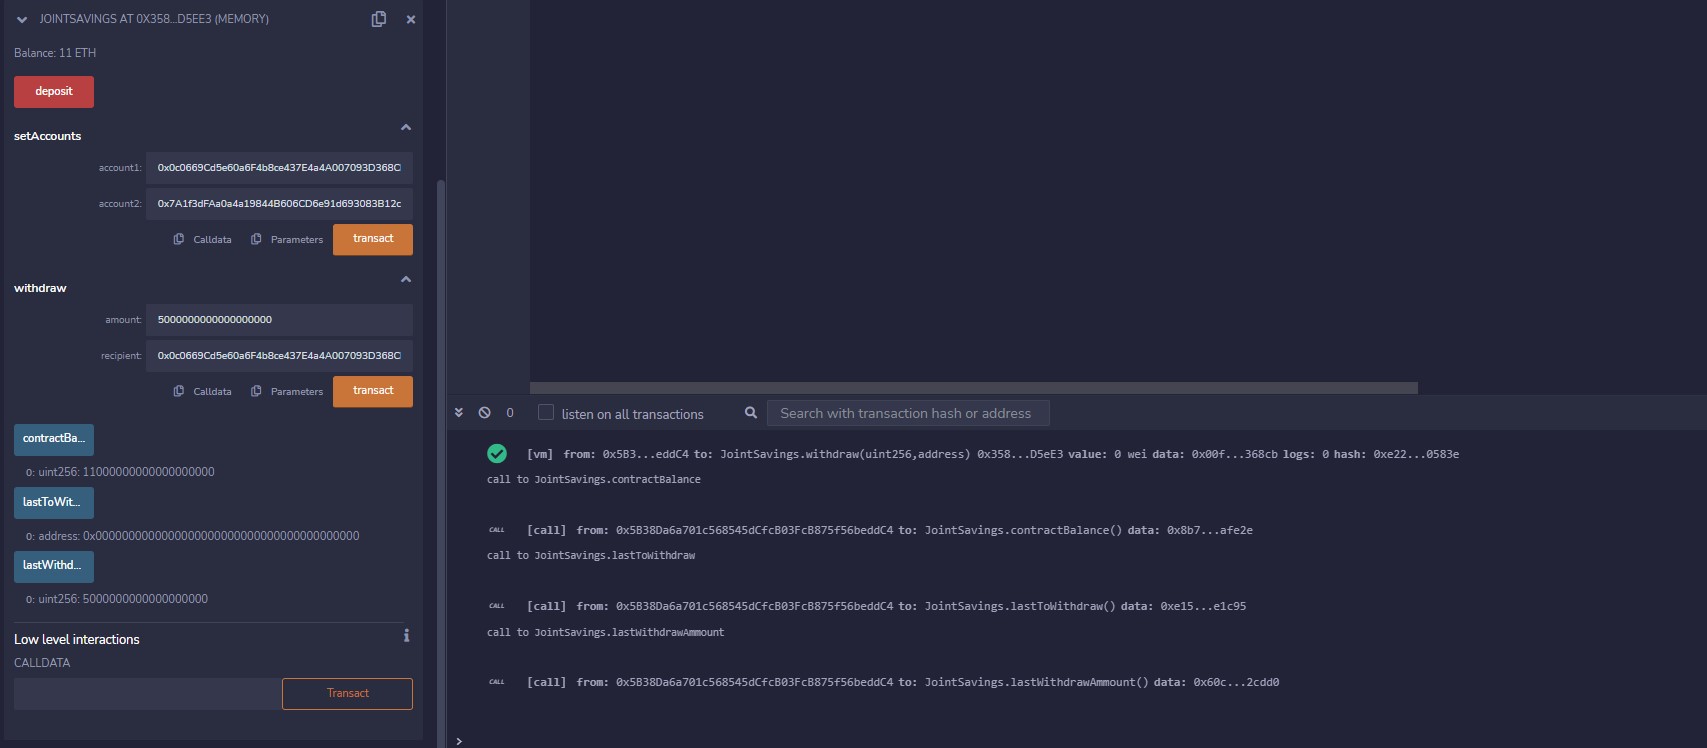 JOINTSAVINGS AT 0X358...D5EE3 (MEMORY)
Balance: 11 ETH
deposit
setAccounts
account1: 0x0c0669Cd5e60a6F4b8ce437E4a4A007093D368C
account2: 0x7A1f3dFAa0a4a19844B606CD6e91d693083B12c
Calldata Parameters transact
withdraw
amount: 5000000000000000000
recipient: 0x0c0669Cd5e60a6F4b8ce437E4a4A007093D368C
Calldata Parameters transact
contractBa...
0: uint256: 11000000000000000000
lastToWit...
0: address: 0x0000000000000000000000000000000000000000
lastWithd...
0: uint256: 5000000000000000000
Low level interactions
i
CALLDATA
Transact
0 listen on all transactions Search with transaction hash or address
[vm] from: 0x5B3...eddC4 to: JointSavings.withdraw(uint256,address) 0x358...D5eE3 value: 0 wei data: 0x00f...368cb logs: 0 hash: 0xe22...0583e
call to JointSavings.contractBalance
CALL [call] from: 0x5B38Da6a701c568545dCfcB03FcB875f56beddC4 to: JointSavings.contractBalance() data: 0x8b7...afe2e
call to JointSavings.lastToWithdraw
CALL [call] from: 0x5B38Da6a701c568545dCfcB03FcB875f56beddC4 to: JointSavings.lastToWithdraw() data: 0xe15...e1c95
call to JointSavings.lastWithdrawAmmount
CALL [call] from: 0x5B38Da6a701c568545dCfcB03FcB875f56beddC4 to: JointSavings.lastWithdrawAmmount() data: 0x60c...2cdd0
>